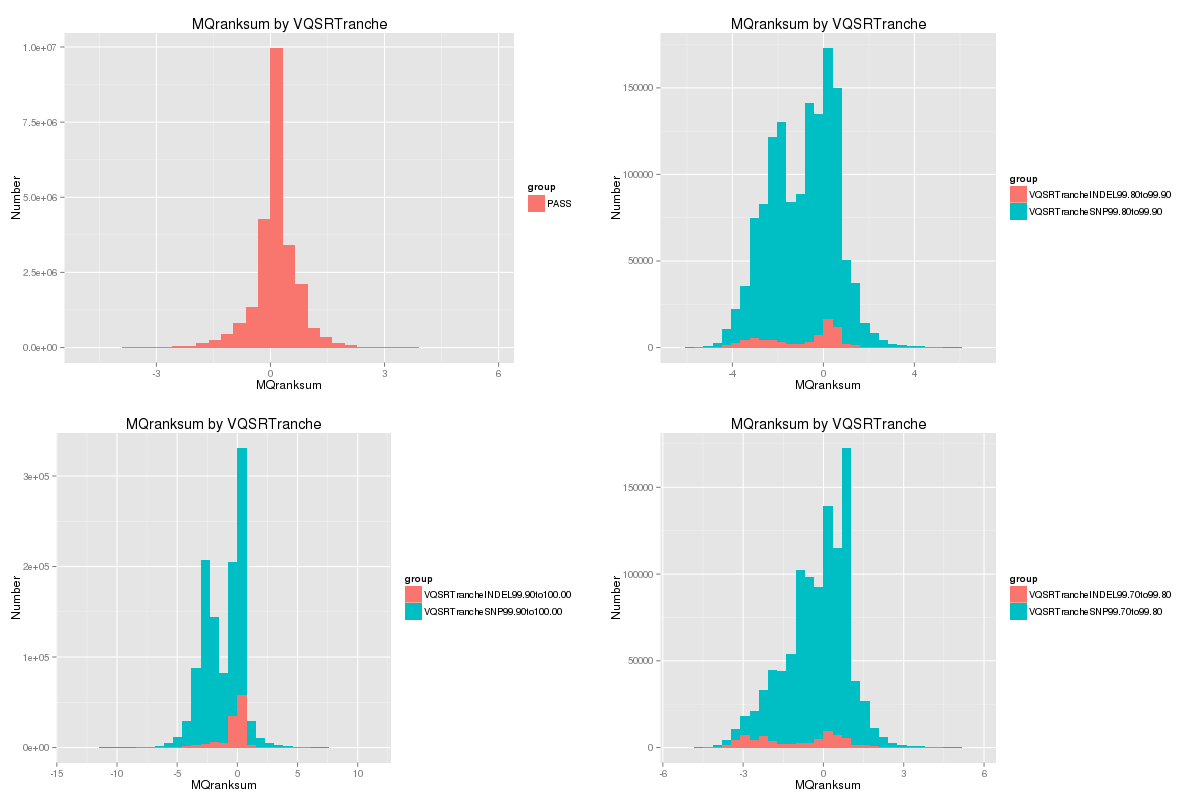 MQranksum by VQSRTranche
1.0e+07
7.5e+06
5.0e+06
2.5e+06
0.0e+00
Number
-3
0
3
6
MQranksum
group
PASS
MQranksum by VQSRTranche
150000
100000
50000
0
Number
-4
0
4
MQranksum
group
VQSRTrancheINDEL99.80to99.90
VQSRTrancheSNP99.80to99.90
MQranksum by VQSRTranche
3e+05
2e+05
1e+05
0e+00
Number
-15
-10
-5
0
5
10
MQranksum
group
VQSRTrancheINDEL99.90to100.00
VQSRTrancheSNP99.90to100.00
MQranksum by VQSRTranche
150000
100000
50000
0
Number
-6
-3
0
3
6
MQranksum
group
VQSRTrancheINDEL99.70to99.80
VQSRTrancheSNP99.70to99.80